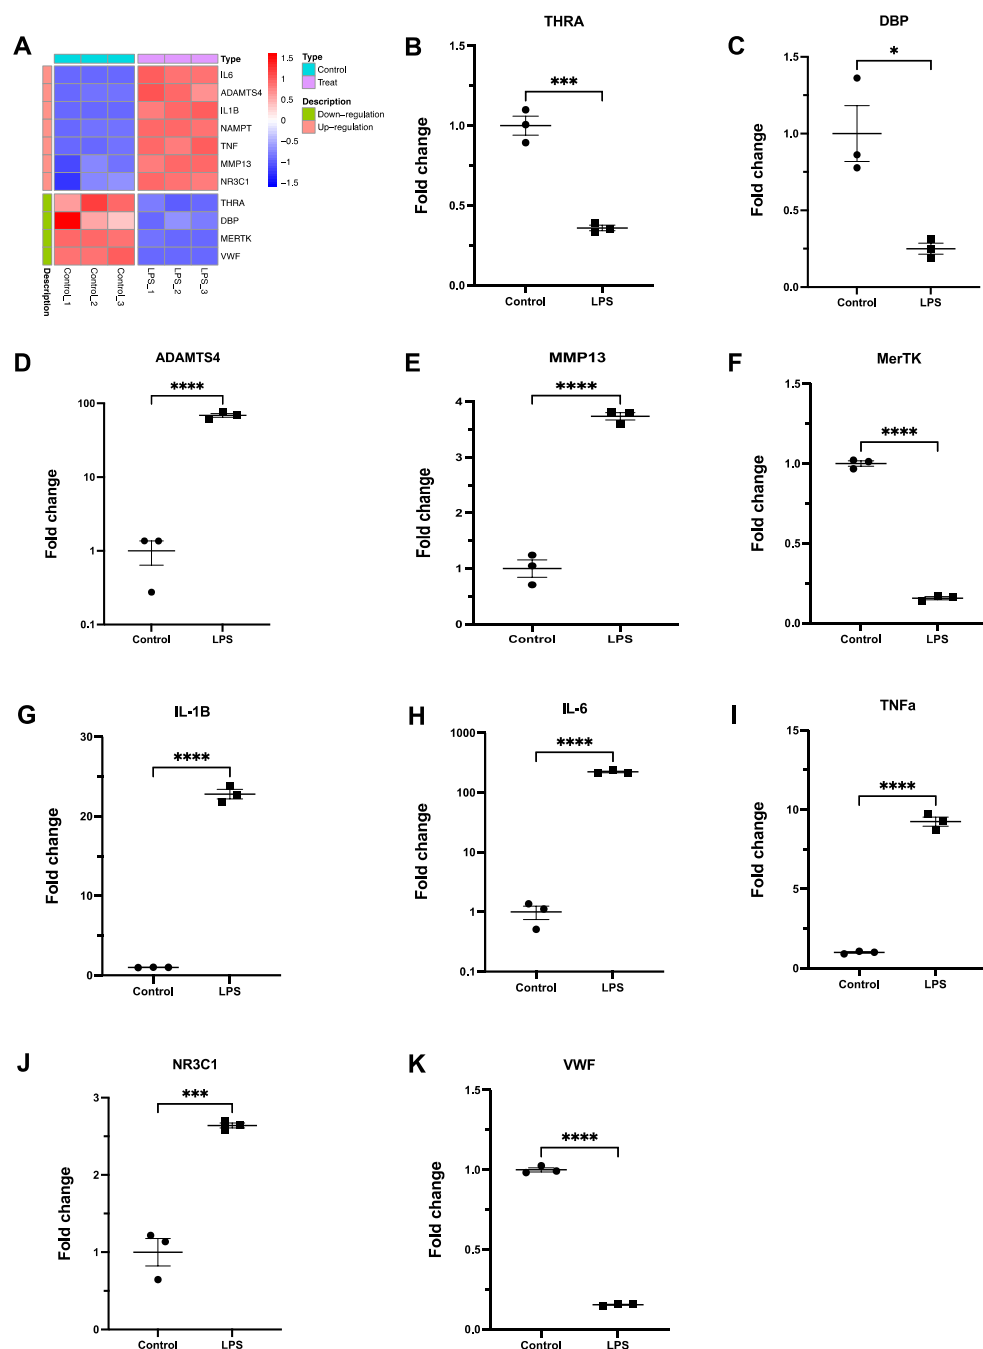 A
Type
IL6
ADAMTS4
IL1B
NAMPT
TNF
MMP13
NR3C1
THRA
DBP
MERTK
VWF
Description
Control_1
Control_2
Control_3
LPS_1
LPS_2
LPS_3
1.5
1
0.5
0
−0.5
−1
−1.5
Type
Control
Treat
Description
Down−regulation
Up−regulation
B
THRA
Fold change
1.5
1.0
0.5
0.0
***
Control
LPS
C
DBP
Fold change
1.5
1.0
0.5
0.0
*
Control
LPS
D
ADAMTS4
Fold change
100
10
1
0.1
****
Control
LPS
E
MMP13
Fold change
4
3
2
1
0
****
Control
LPS
F
MerTK
Fold change
1.5
1.0
0.5
0.0
****
Control
LPS
G
IL-1B
Fold change
30
20
10
0
****
Control
LPS
H
IL-6
Fold change
1000
100
10
1
0.1
****
Control
LPS
I
TNFa
Fold change
15
10
5
0
****
Control
LPS
J
NR3C1
Fold change
3
2
1
0
***
Control
LPS
K
VWF
Fold change
1.5
1.0
0.5
0.0
****
Control
LPS